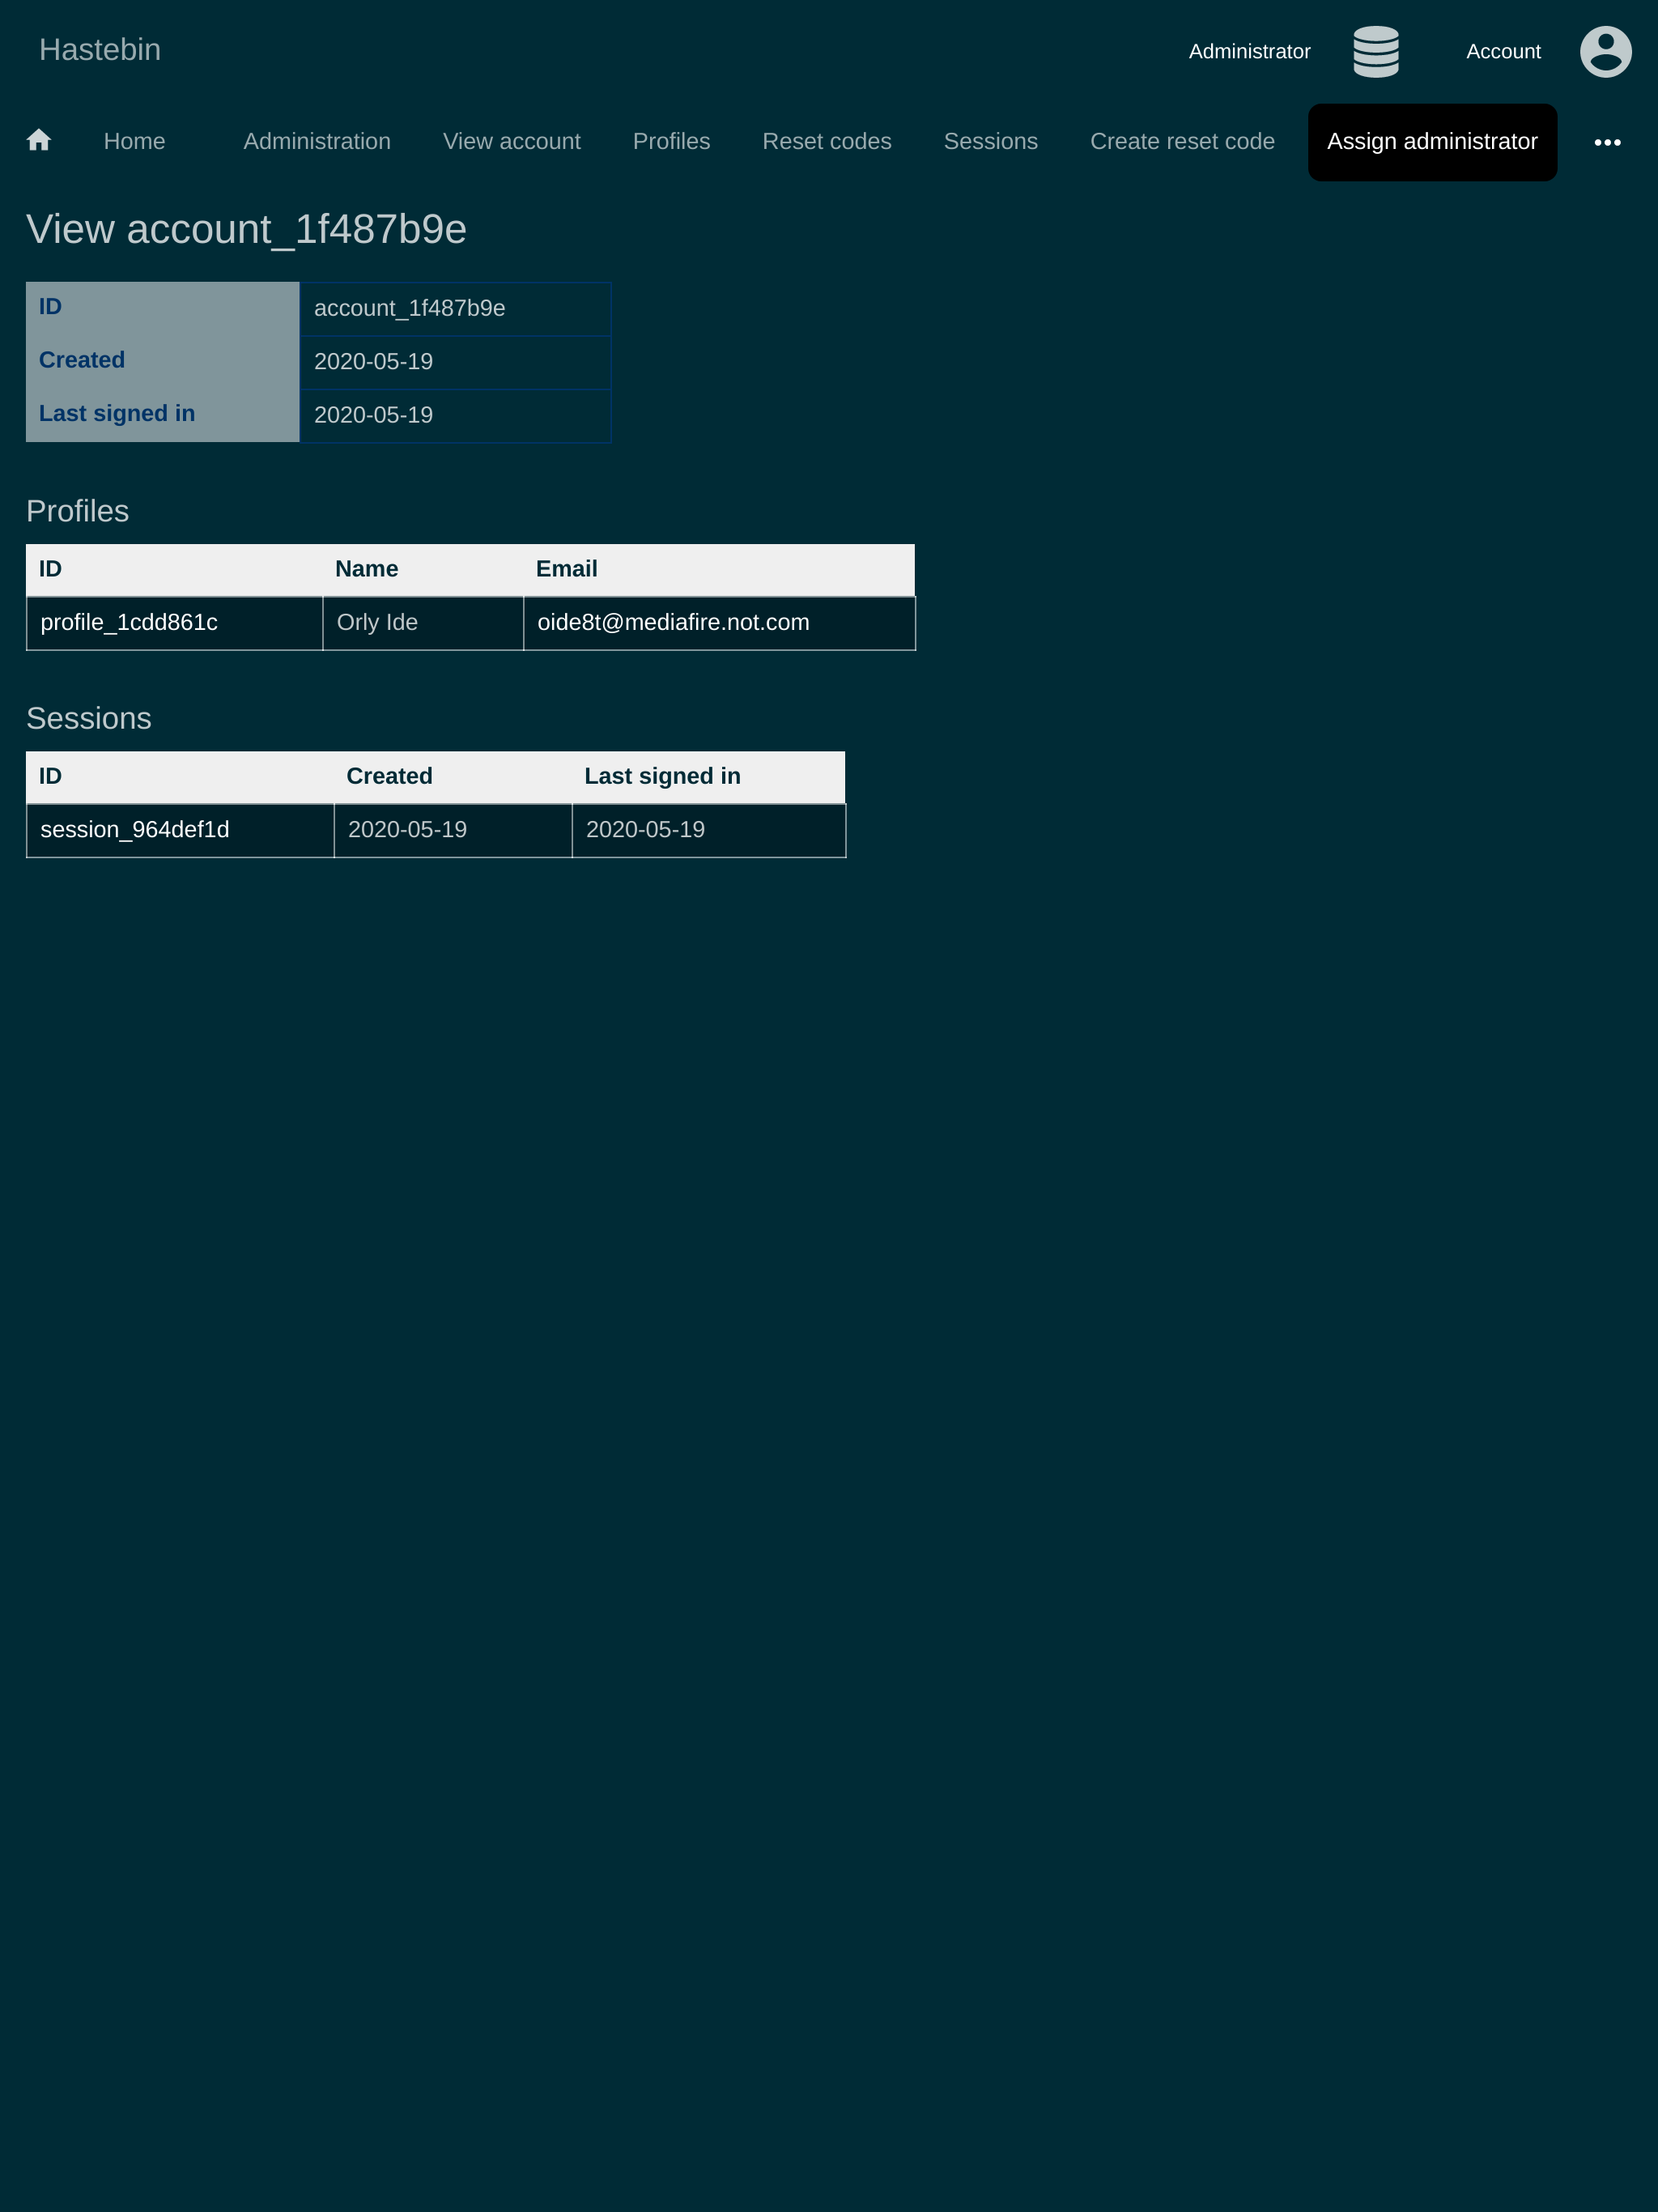 Hastebin Administrator Account
Home Administration View account Profiles Reset codes Sessions Create reset code Assign administrator
View account_1f487b9e
ID account_1f487b9e
Created 2020-05-19
Last signed in 2020-05-19
Profiles
ID Name Email
profile_1cdd861c Orly Ide oide8t@mediafire.not.com
Sessions
ID Created Last signed in
session_964def1d 2020-05-19 2020-05-19